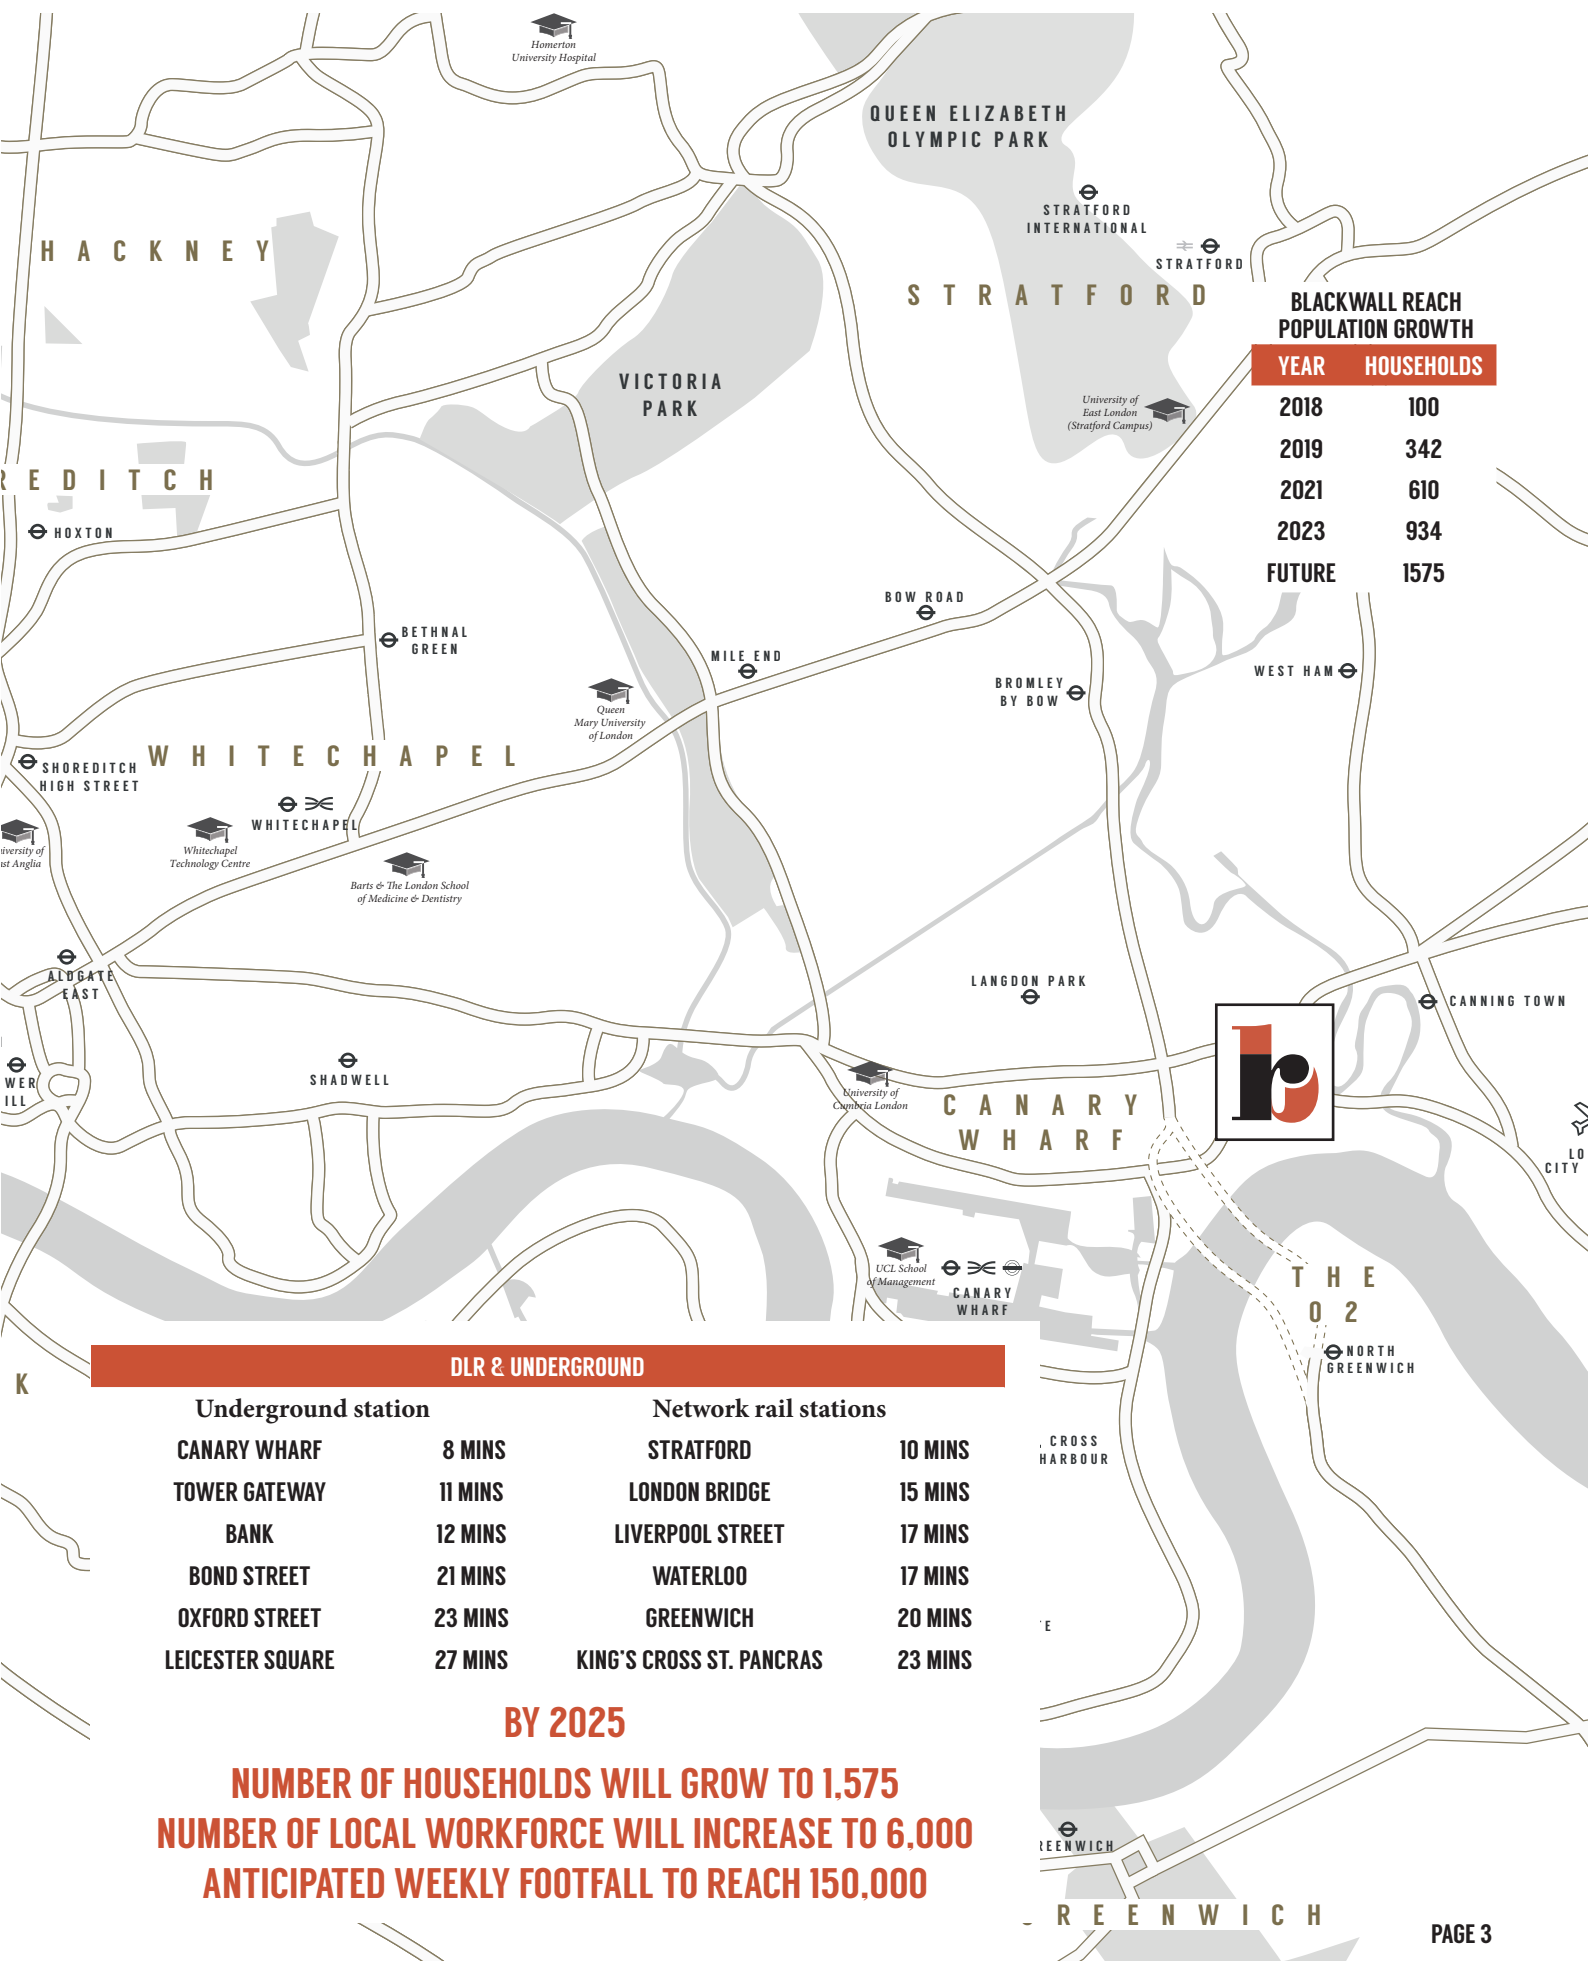 Homerton
University Hospital
QUEEN ELIZABETH
OLYMPIC PARK
STRATFORD
INTERNATIONAL
STRATFORD
HACKNEY
STRATFORD
BLACKWALL REACH
POPULATION GROWTH
YEAR HOUSEHOLDS
2018 100
2019 342
2021 610
2023 934
FUTURE 1575
VICTORIA
PARK
University of
East London
(Stratford Campus)
REDITCH
HOXTON
BOW ROAD
BETHNAL
GREEN
MILE END
WEST HAM
BROMLEY
BY BOW
Queen
Mary University
of London
WHITECHAPEL
SHOREDITCH
HIGH STREET
WHITECHAPEL
iversity of
st Anglia
Whitechapel
Technology Centre
Barts & The London School
of Medicine & Dentistry
ALDGATE
EAST
LANGDON PARK
CANNING TOWN
WER
ILL
SHADWELL
University of
Cumbria London
CANARY
WHARF
br
LO
CITY
UCL School
of Management
CANARY
WHARF
THE
O2
NORTH
GREENWICH
K
CROSS
HARBOUR
DLR & UNDERGROUND
Underground station Network rail stations
CANARY WHARF 8 MINS STRATFORD 10 MINS
TOWER GATEWAY 11 MINS LONDON BRIDGE 15 MINS
BANK 12 MINS LIVERPOOL STREET 17 MINS
BOND STREET 21 MINS WATERLOO 17 MINS
OXFORD STREET 23 MINS GREENWICH 20 MINS
LEICESTER SQUARE 27 MINS KING'S CROSS ST. PANCRAS 23 MINS
E
BY 2025
NUMBER OF HOUSEHOLDS WILL GROW TO 1,575
NUMBER OF LOCAL WORKFORCE WILL INCREASE TO 6,000
ANTICIPATED WEEKLY FOOTFALL TO REACH 150,000
REENWICH
REENWICH
PAGE 3